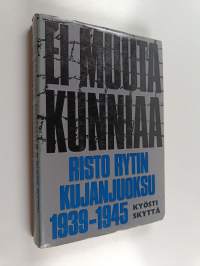 EI MUUTA
KUNNIAA
RISTO RYTIN
KUJANJUOKSU
1939-1945
KYÖSTI
SKYTTÄ